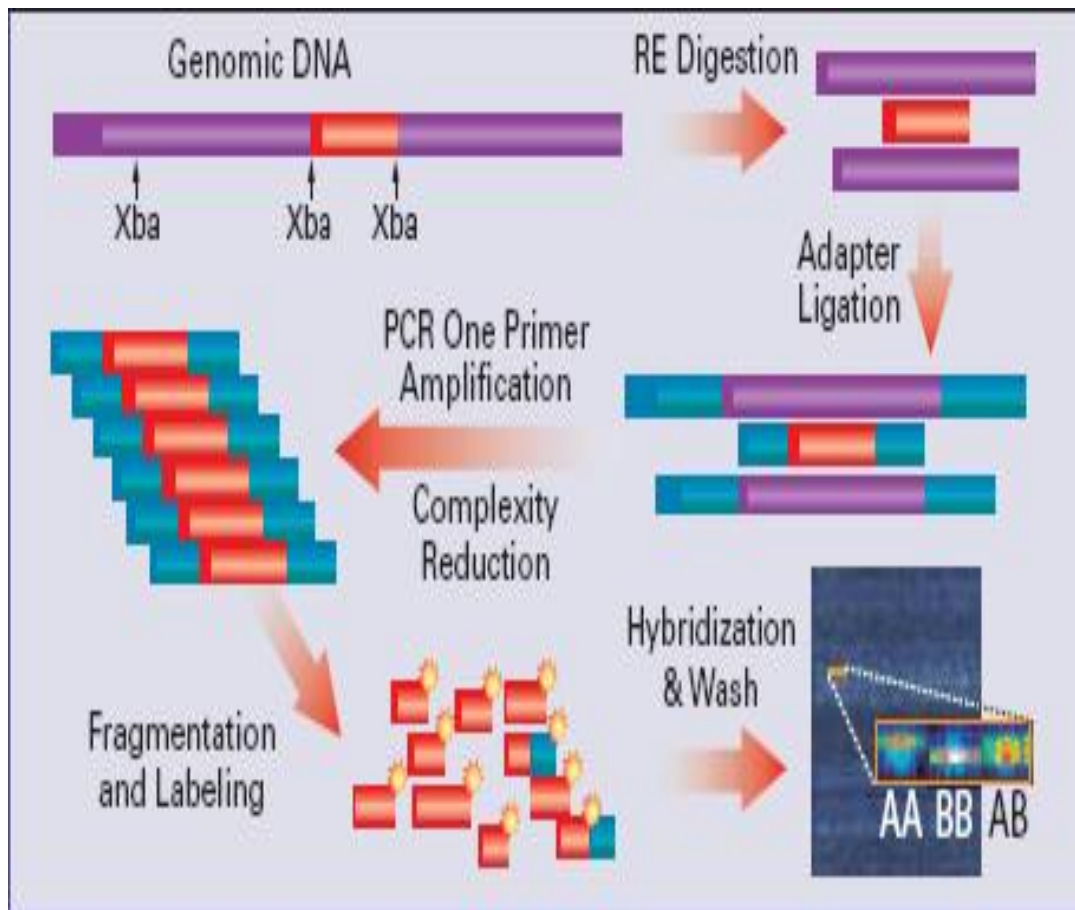 Genomic DNA
RE Digestion
Xba
Xba
Xba
Adapter
Ligation
PCR One Primer
Amplification
Complexity
Reduction
Fragmentation
and Labeling
Hybridization
& Wash
AA BB AB